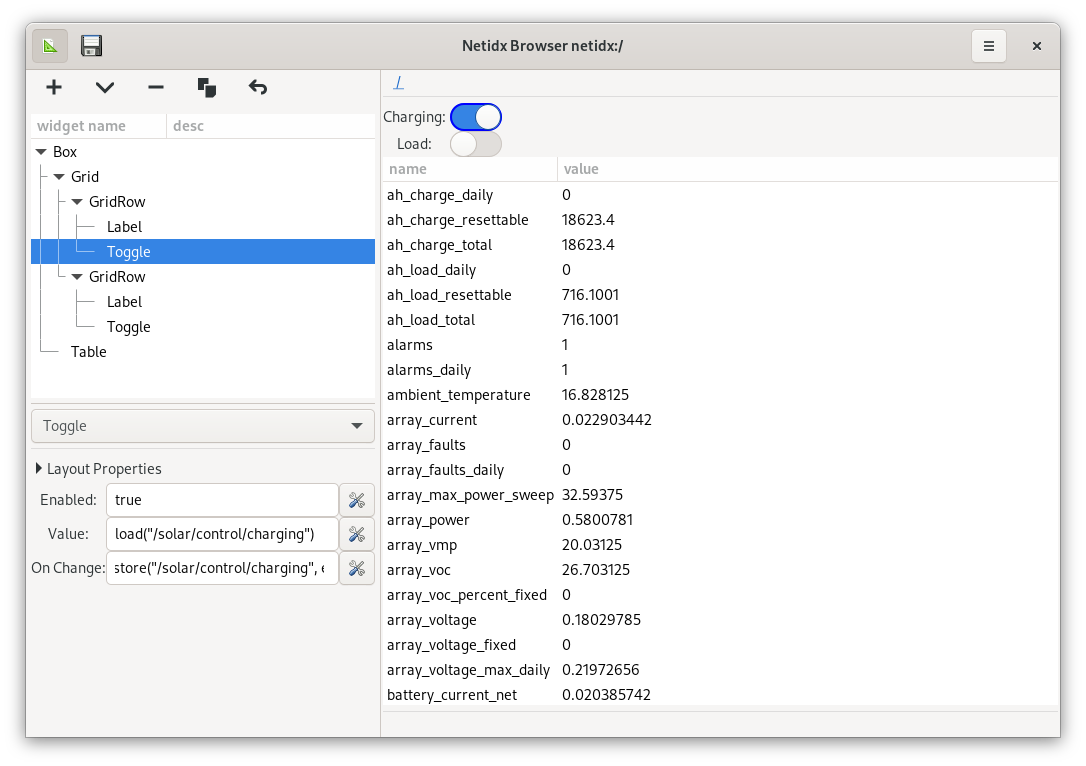 Netidx Browser netidx:/
widget name desc
Box
Grid
GridRow
Label
Toggle
GridRow
Label
Toggle
Table
Toggle
Layout Properties
Enabled: true
Value: load("/solar/control/charging")
On Change: store("/solar/control/charging", e
/
Charging:
Load:
name value
ah_charge_daily 0
ah_charge_resettable 18623.4
ah_charge_total 18623.4
ah_load_daily 0
ah_load_resettable 716.1001
ah_load_total 716.1001
alarms 1
alarms_daily 1
ambient_temperature 16.828125
array_current 0.022903442
array_faults 0
array_faults_daily 0
array_max_power_sweep 32.59375
array_power 0.5800781
array_vmp 20.03125
array_voc 26.703125
array_voc_percent_fixed 0
array_voltage 0.18029785
array_voltage_fixed 0
array_voltage_max_daily 0.21972656
battery_current_net 0.020385742